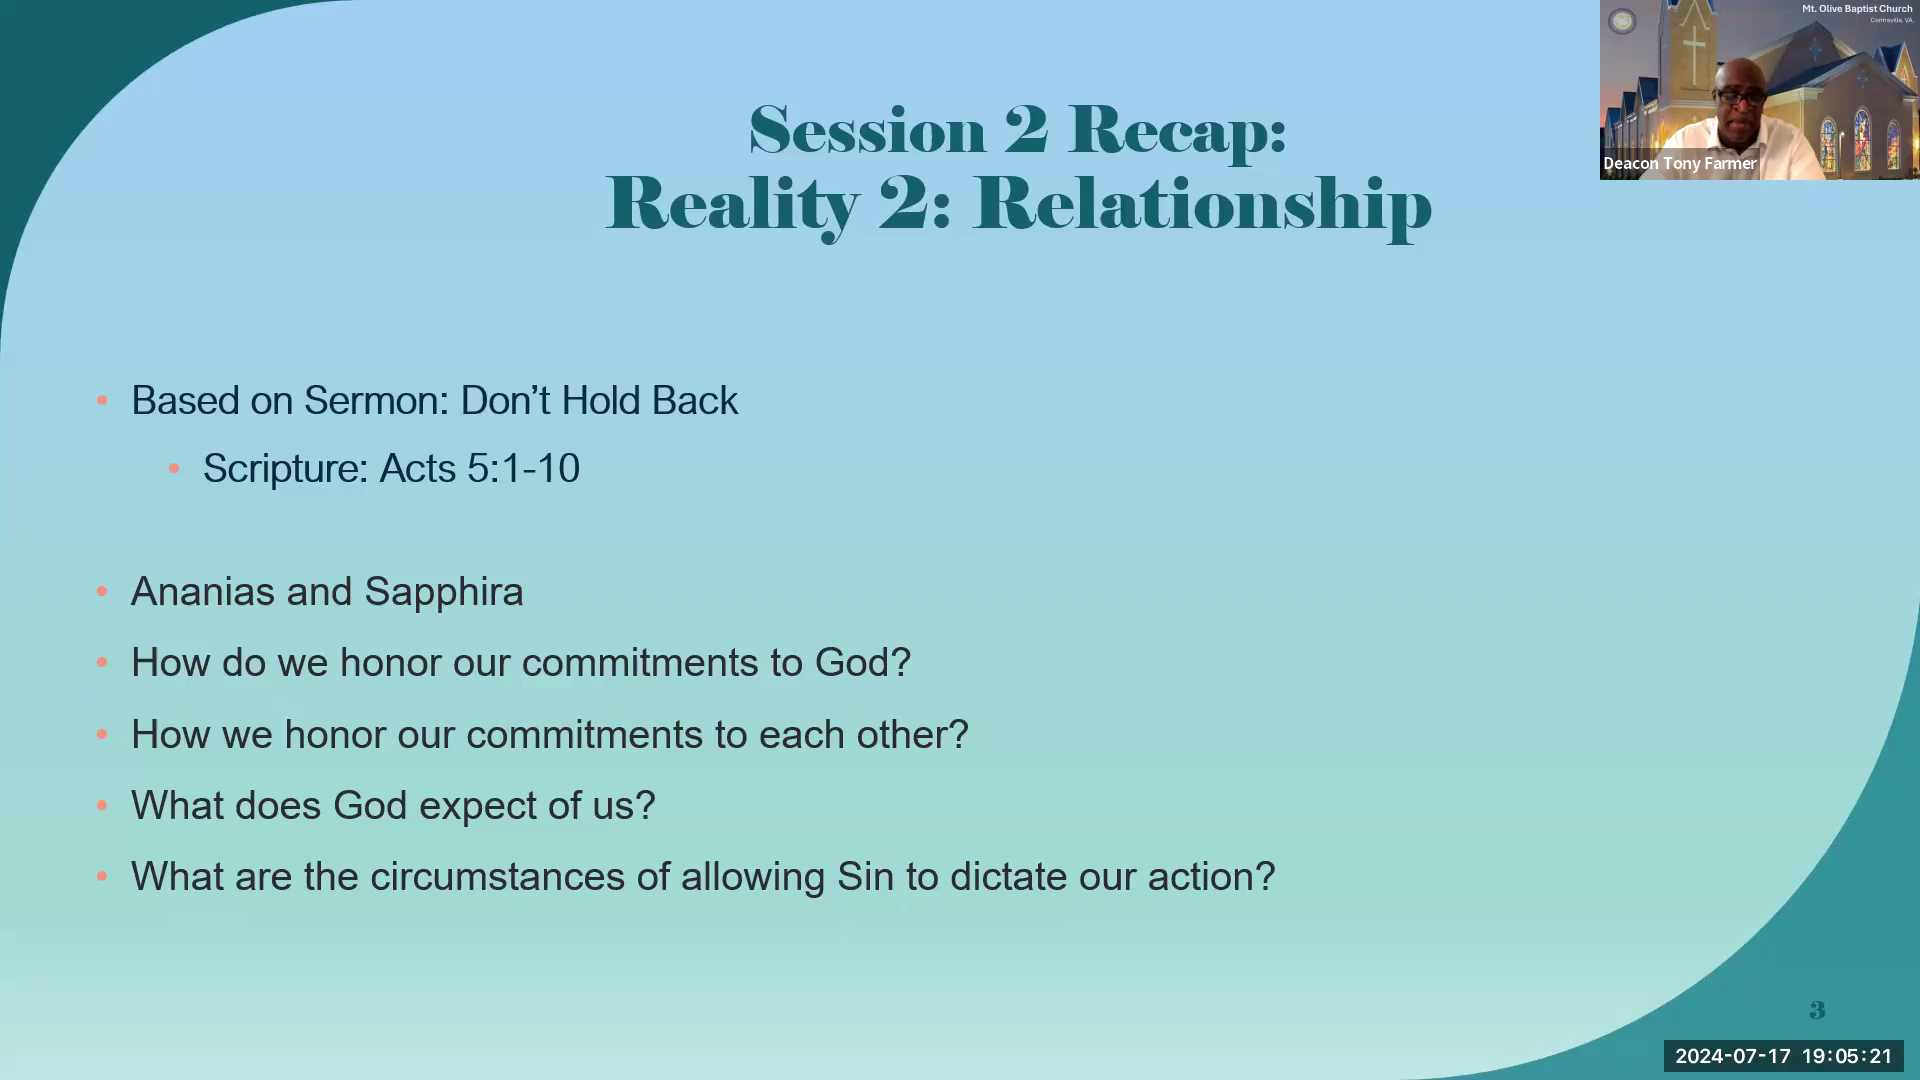 Mt. Olive Baptist Church
Centreville, VA.
Deacon Tony Farmer
Session 2 Recap:
Reality 2: Relationship
• Based on Sermon: Don’t Hold Back
• Scripture: Acts 5:1-10
• Ananias and Sapphira
• How do we honor our commitments to God?
• How we honor our commitments to each other?
• What does God expect of us?
• What are the circumstances of allowing Sin to dictate our action?
3
2024-07-17 19:05:21